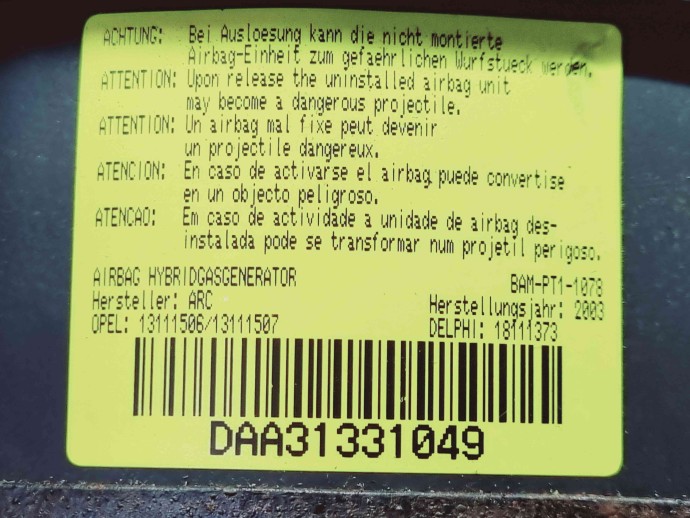 ACHTUNG: Bei Ausloesung kann die nicht montierte
Airbag-Einheit zum gefaehrlichen Wurfstueck werden.
ATTENTION: Upon release the uninstalled airbag unit
may become a dangerous projectile.
ATTENTION: Un airbag mal fixe peut devenir
un projectile dangereux.
ATENCION: En caso de activarse el airbag puede convertise
en un objecto peligroso.
ATENCAO: Em caso de actividade a unidade de airbag des-
instalada pode se transformar num projetil perigoso.
AIRBAG HYBRIDGASGENERATOR BAM-PT1-1078
Hersteller: ARC Herstellungsjahr: 2003
OPEL: 13111506/13111507 DELPHI: 18111373
DAA31331049